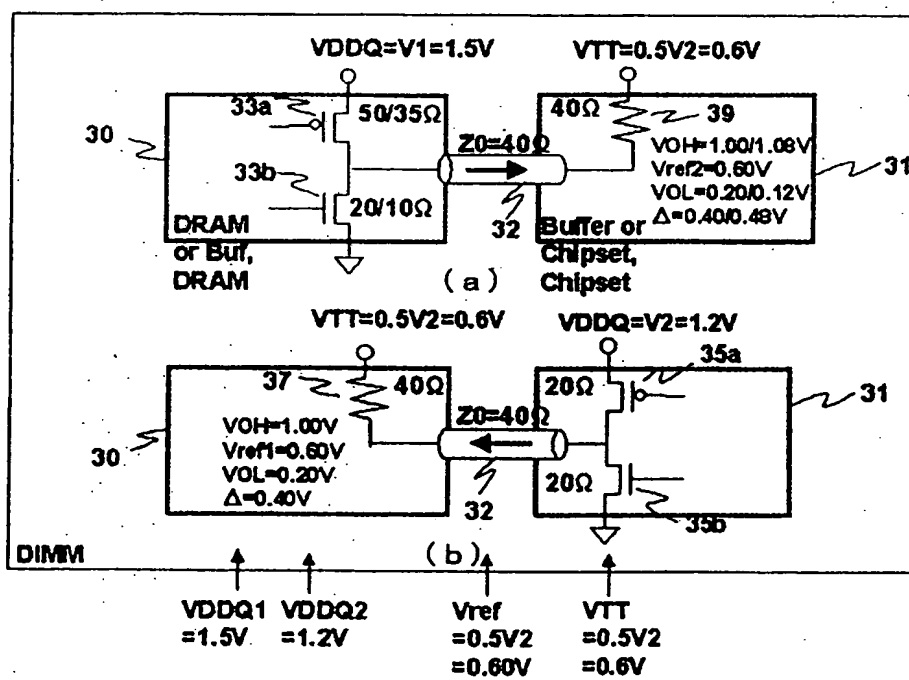 VDDQ=V1=1.5V
VTT=0.5V2=0.6V
33a
50/35Ω
30
33b
20/10Ω
DRAM
or Buf,
DRAM
Z0=40Ω
32
40Ω
39
VOH=1.00/1.08V
Vref2=0.60V
VOL=0.20/0.12V
Δ=0.40/0.48V
31
Buffer or
Chipset,
Chipset
(a)
VTT=0.5V2=0.6V
VDDQ=V2=1.2V
37
40Ω
30
VOH=1.00V
Vref1=0.60V
VOL=0.20V
Δ=0.40V
Z0=40Ω
32
20Ω
35a
31
20Ω
35b
(b)
DIMM
VDDQ1
=1.5V
VDDQ2
=1.2V
Vref
=0.5V2
=0.60V
VTT
=0.5V2
=0.6V